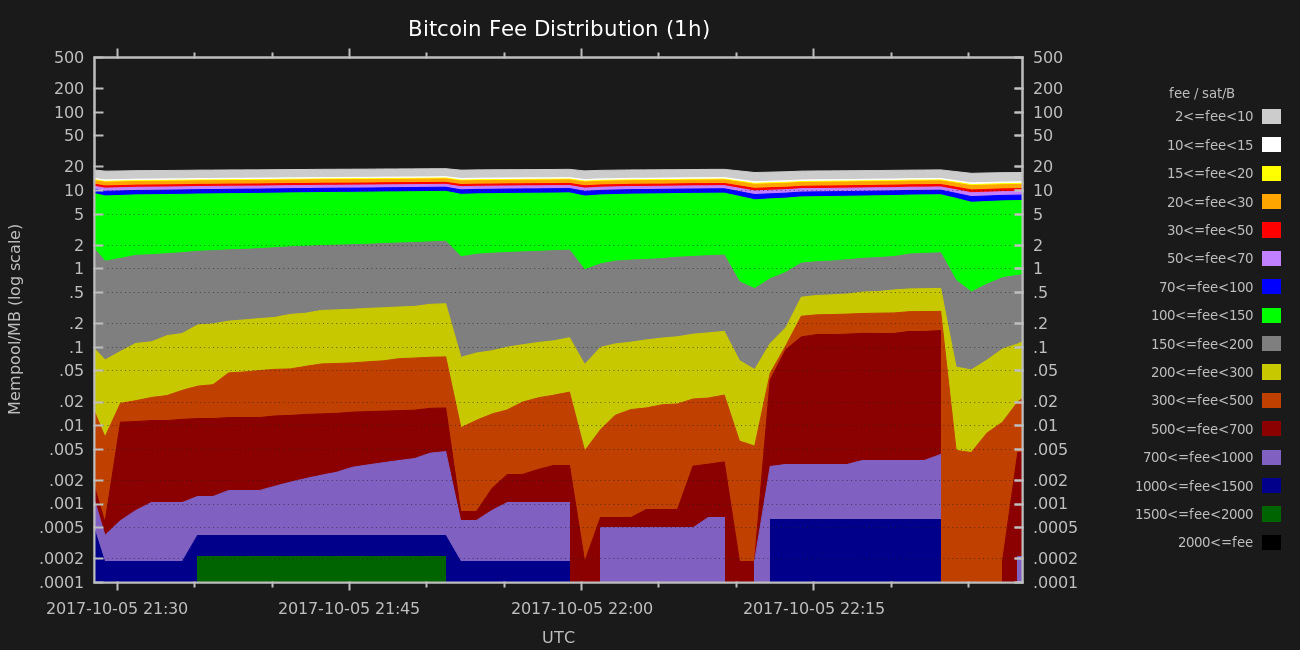 Bitcoin Fee Distribution (1h)
500
200
100
50
20
10
5
2
1
.5
.2
.1
.05
.02
.01
.005
.002
.001
.0005
.0002
.0001
Mempool/MB (log scale)
500
200
100
50
20
10
5
2
1
.5
.2
.1
.05
.02
.01
.005
.002
.001
.0005
.0002
.0001
2017-10-05 21:30 2017-10-05 21:45 2017-10-05 22:00 2017-10-05 22:15
UTC
fee / sat/B
2<=fee<10
10<=fee<15
15<=fee<20
20<=fee<30
30<=fee<50
50<=fee<70
70<=fee<100
100<=fee<150
150<=fee<200
200<=fee<300
300<=fee<500
500<=fee<700
700<=fee<1000
1000<=fee<1500
1500<=fee<2000
2000<=fee